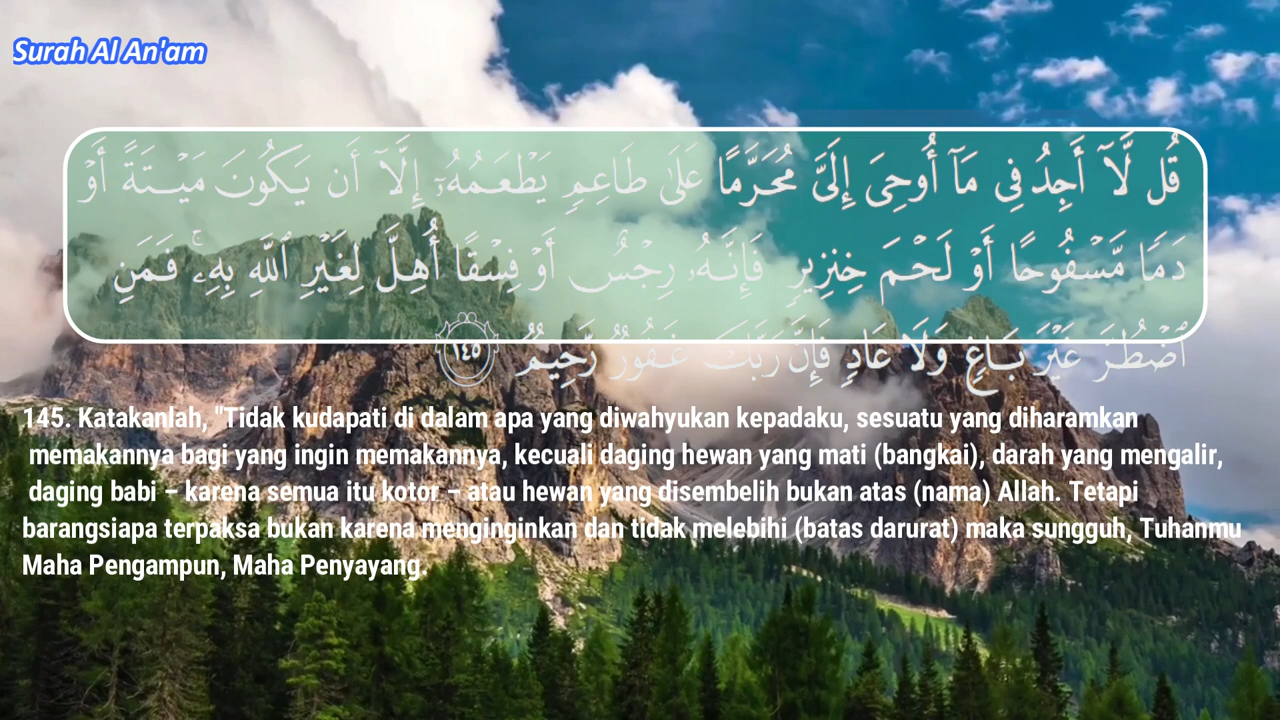 Surah Al An'am
قُل لَّآ أَجِدُ فِى مَآ أُوحِىَ إِلَىَّ مُحَرَّمًا عَلَىٰ طَاعِمٍ يَطْعَمُهُۥٓ إِلَّآ أَن يَكُونَ مَيْتَةً أَوْ
دَمًا مَّسْفُوحًا أَوْ لَحْمَ خِنزِيرٍ فَإِنَّهُۥ رِجْسٌ أَوْ فِسْقًا أُهِلَّ لِغَيْرِ ٱللَّهِ بِهِۦ ۚ فَمَنِ
ٱضْطُرَّ غَيْرَ بَاغٍ وَلَا عَادٍ فَإِنَّ رَبَّكَ غَفُورٌ رَّحِيمٌ ١٤٥
145. Katakanlah, "Tidak kudapati di dalam apa yang diwahyukan kepadaku, sesuatu yang diharamkan
memakannya bagi yang ingin memakannya, kecuali daging hewan yang mati (bangkai), darah yang mengalir,
daging babi – karena semua itu kotor – atau hewan yang disembelih bukan atas (nama) Allah. Tetapi
barangsiapa terpaksa bukan karena menginginkan dan tidak melebihi (batas darurat) maka sungguh, Tuhanmu
Maha Pengampun, Maha Penyayang.